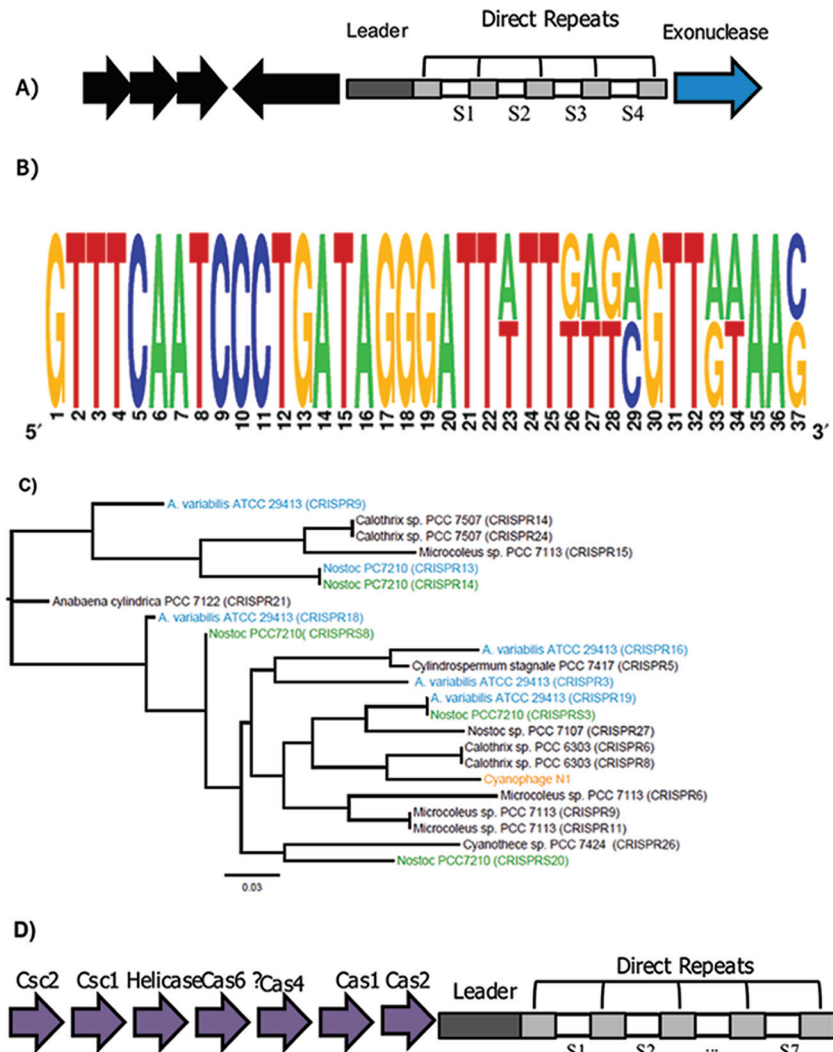 Leader
Direct Repeats
Exonuclease
A)
S1 S2 S3 S4
B)
GTTTCAATCCCTGATAGGGATTATTGAGAGTTAAAAC
T TTTC GT G
5′ 1 2 3 4 5 6 7 8 9 10 11 12 13 14 15 16 17 18 19 20 21 22 23 24 25 26 27 28 29 30 31 32 33 34 35 36 37 3′
C)
A. variabilis ATCC 29413 (CRISPR9)
Calothrix sp. PCC 7507 (CRISPR14)
Calothrix sp. PCC 7507 (CRISPR24)
Microcoleus sp. PCC 7113 (CRISPR15)
Nostoc PC7210 (CRISPR13)
Nostoc PC7210 (CRISPR14)
Anabaena cylindrica PCC 7122 (CRISPR21)
A. variabilis ATCC 29413 (CRISPR18)
Nostoc PCC7210( CRISPRS8)
A. variabilis ATCC 29413 (CRISPR16)
Cylindrospermum stagnale PCC 7417 (CRISPR5)
A. variabilis ATCC 29413 (CRISPR3)
A. variabilis ATCC 29413 (CRISPR19)
Nostoc PCC7210 (CRISPRS3)
Nostoc sp. PCC 7107 (CRISPR27)
Calothrix sp. PCC 6303 (CRISPR6)
Calothrix sp. PCC 6303 (CRISPR8)
Cyanophage N1
Microcoleus sp. PCC 7113 (CRISPR6)
Microcoleus sp. PCC 7113 (CRISPR9)
Microcoleus sp. PCC 7113 (CRISPR11)
Cyanothece sp. PCC 7424 (CRISPR26)
Nostoc PCC7210 (CRISPRS20)
0.03
D)
Csc2 Csc1 Helicase Cas6 ? Cas4 Cas1 Cas2
Leader
Direct Repeats
S1 S2 ... S7